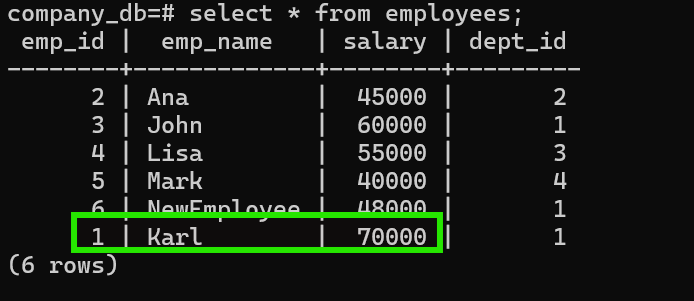 company_db=# select * from employees;
emp_id | emp_name | salary | dept_id
--------+-------------+--------+---------
2 | Ana | 45000 | 2
3 | John | 60000 | 1
4 | Lisa | 55000 | 3
5 | Mark | 40000 | 4
6 | NewEmployee | 48000 | 1
1 | Karl | 70000 | 1
(6 rows)